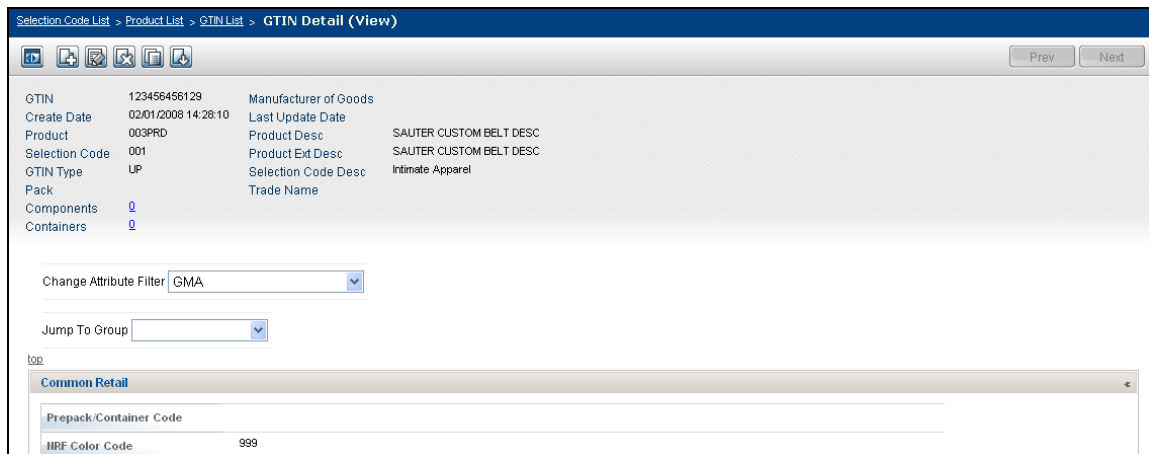 Selection Code List > Product List > GTIN List > GTIN Detail (View)
Prev Next
GTIN 123456456129 Manufacturer of Goods
Create Date 02/01/2008 14:28:10 Last Update Date
Product 003PRD Product Desc SAUTER CUSTOM BELT DESC
Selection Code 001 Product Ext Desc SAUTER CUSTOM BELT DESC
GTIN Type UP Selection Code Desc Intimate Apparel
Pack Trade Name
Components 0
Containers 0
Change Attribute Filter GMA
Jump To Group
top
Common Retail «
Prepack/Container Code
NRF Color Code 999